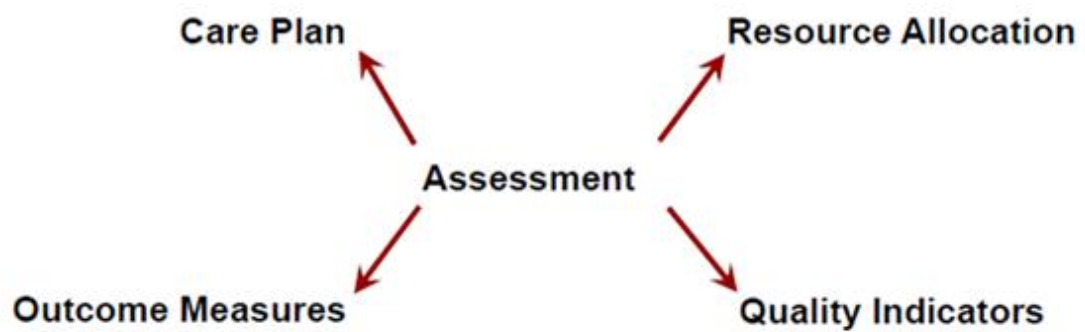 Care Plan
Resource Allocation
Assessment
Outcome Measures
Quality Indicators